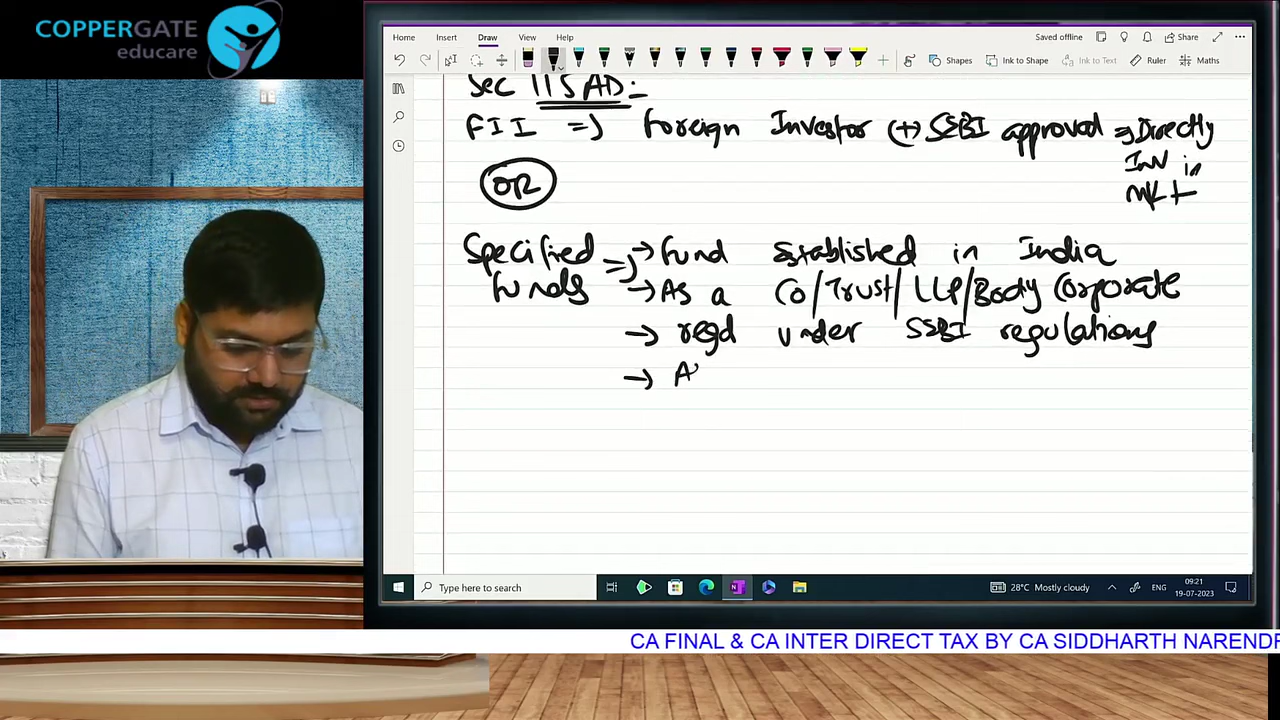 COPPERGATE
educare
Home Insert Draw View Help
Saved offline
Share
Shapes Ink to Shape Ink to Text Ruler Maths
Sec 115AD:-
FII => Foreign Investor (+) SEBI approved => Directly
Inv in
Mkt
OR
Specified => → Fund established in India
Funds → As a Co/Trust/LLP/Body Corporate
→ regd under SEBI regulations
→ A
Type here to search
28°C Mostly cloudy
ENG
09:21
19-07-2023
CA FINAL & CA INTER DIRECT TAX BY CA SIDDHARTH NARENDR